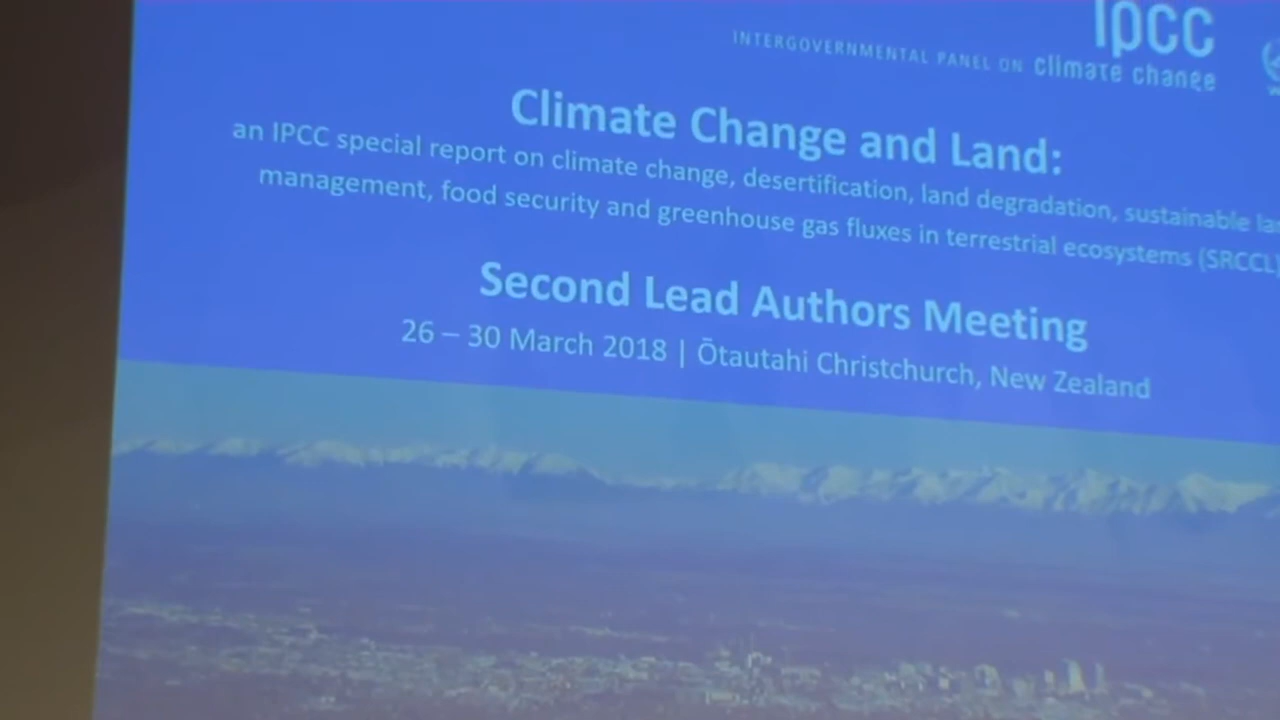 ipcc
INTERGOVERNMENTAL PANEL ON climate change
Climate Change and Land:
an IPCC special report on climate change, desertification, land degradation, sustainable
management, food security and greenhouse gas fluxes in terrestrial ecosystems (SRCCL)
Second Lead Authors Meeting
26 – 30 March 2018 | Ōtautahi Christchurch, New Zealand